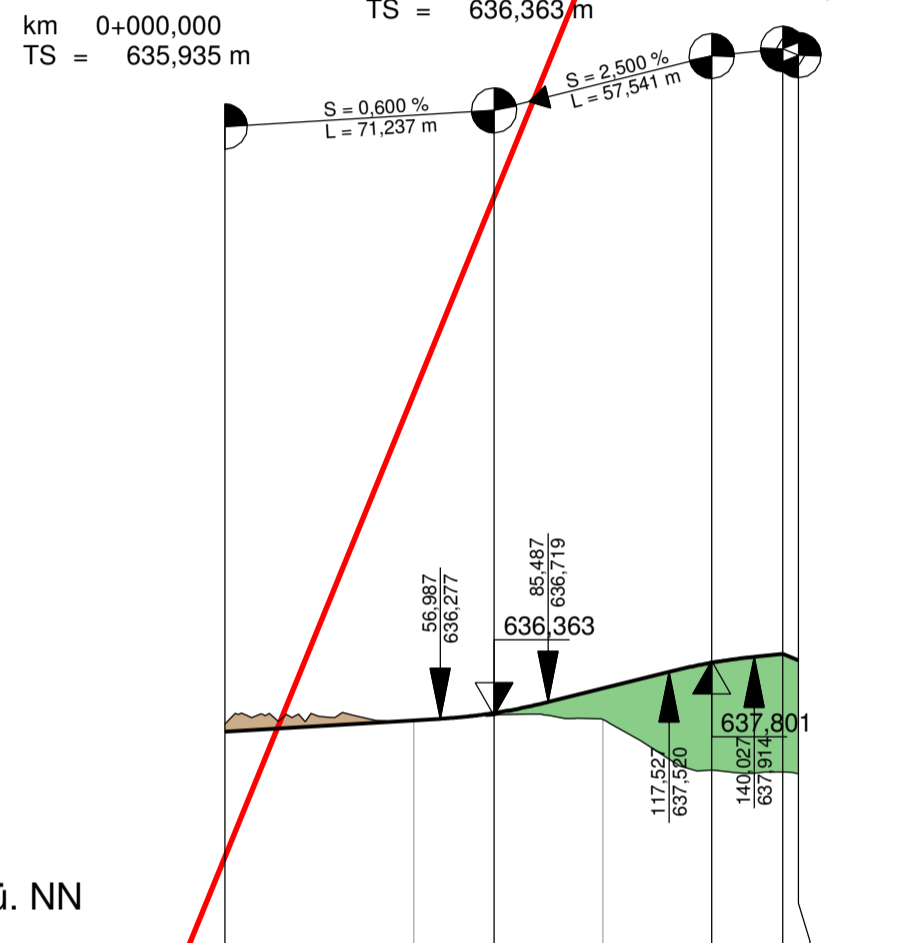 TS = 636,363 m
km 0+000,000
TS = 635,935 m
S = 0,600 %
L = 71,237 m
S = 2,500 %
L = 57,541 m
56,987
636,277
85,487
636,719
636,363
117,527
637,520
637,801
140,027
637,914
ü. NN